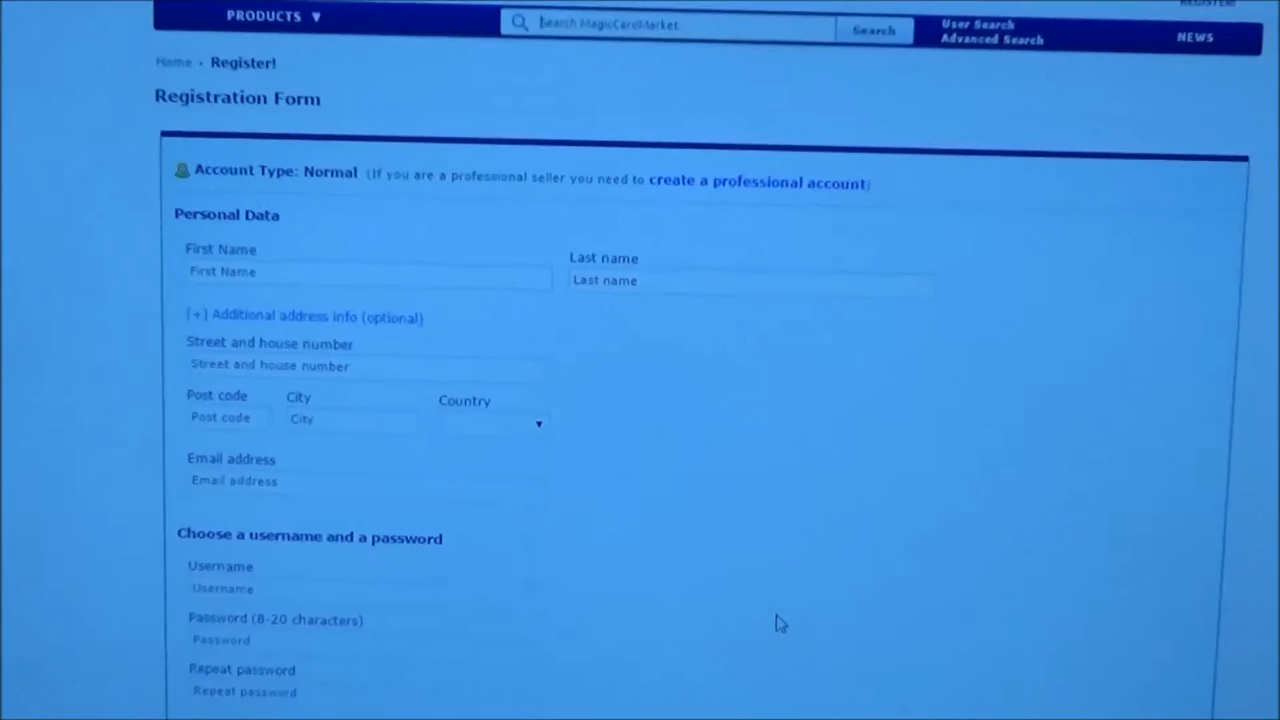 REGISTER!
PRODUCTS ▼
Search MagicCardMarket
Search
User Search
Advanced Search
NEWS
Home • Register!
Registration Form
Account Type: Normal (If you are a professional seller you need to create a professional account)
Personal Data
First Name
Last name
First Name
Last name
[+] Additional address info (optional)
Street and house number
Street and house number
Post code City Country
Post code City ▼
Email address
Email address
Choose a username and a password
Username
Username
Password (8-20 characters)
Password
Repeat password
Repeat password